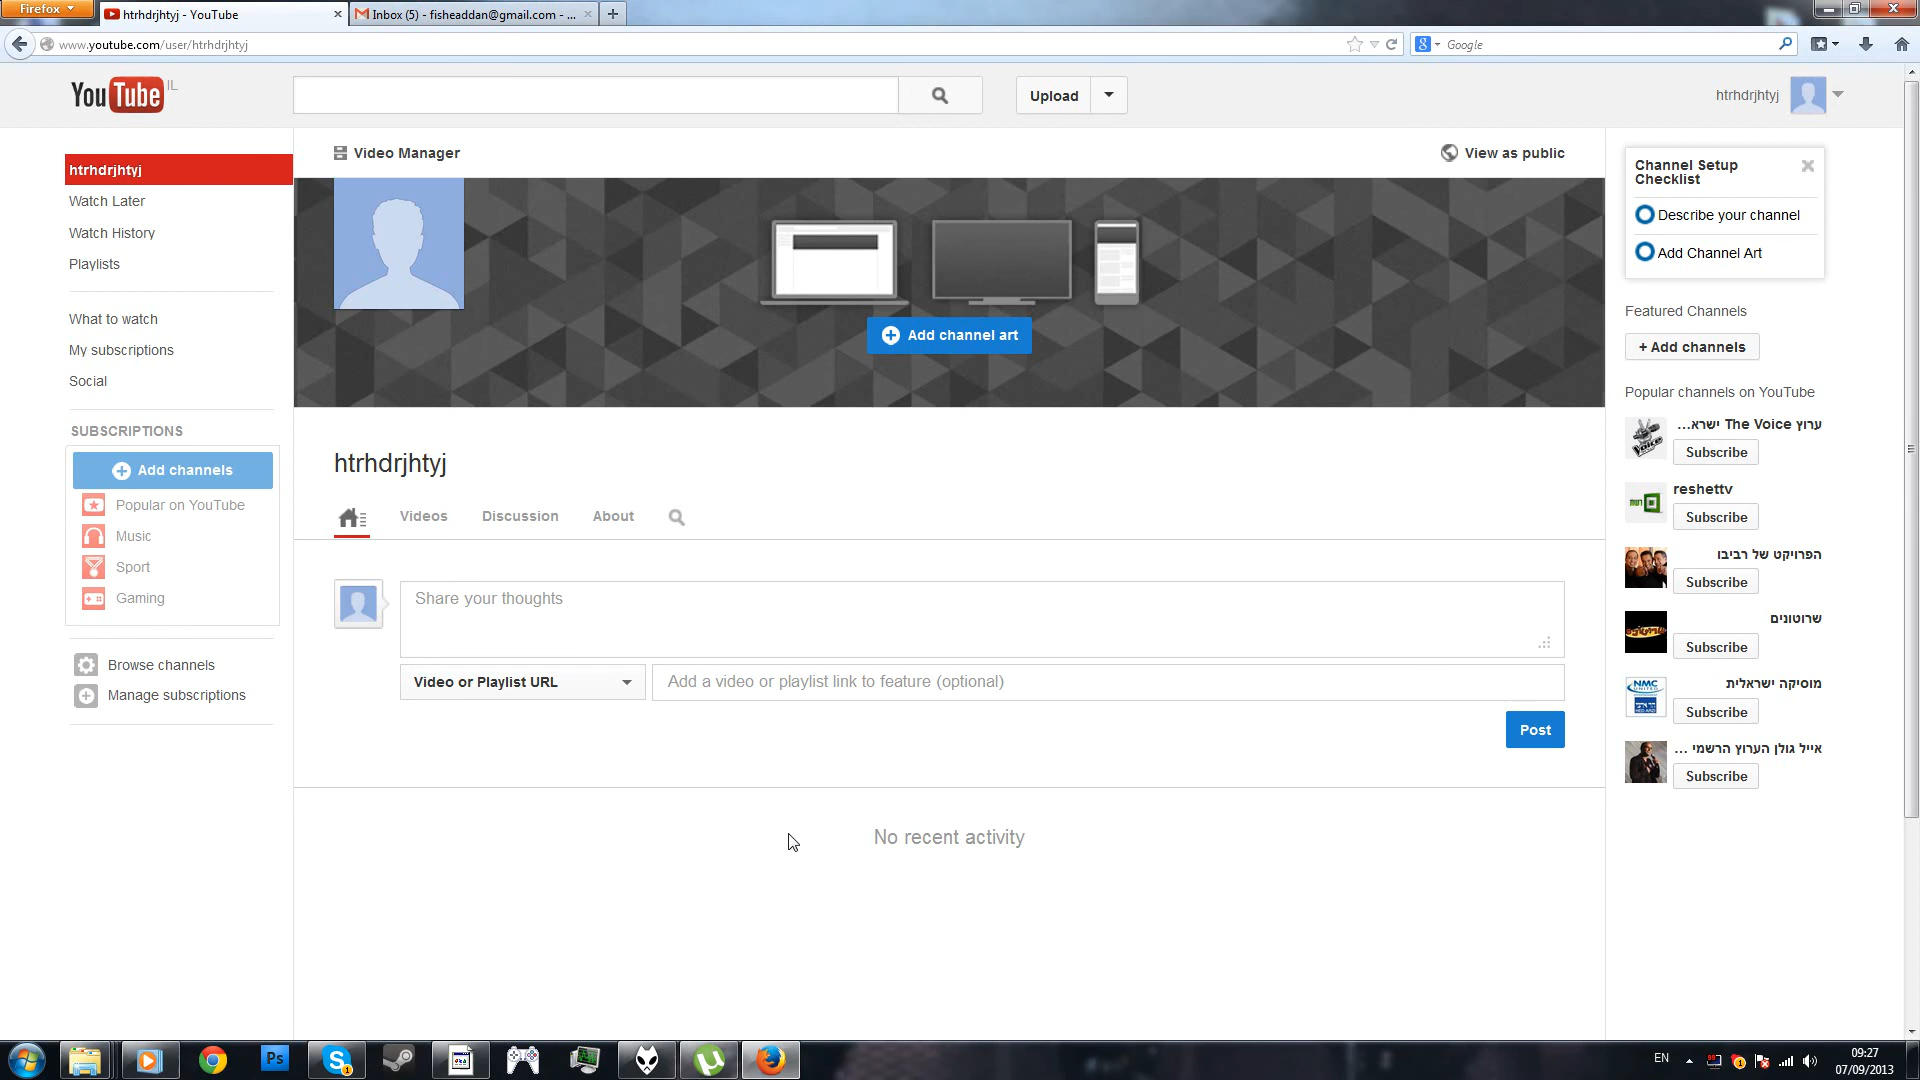 Firefox
htrhdrjhtyj - YouTube
Inbox (5) - fisheaddan@gmail.com - ...
www.youtube.com/user/htrhdrjhtyj
Google
YouTube IL
Upload
htrhdrjhtyj
htrhdrjhtyj
Watch Later
Watch History
Playlists
What to watch
My subscriptions
Social
SUBSCRIPTIONS
Add channels
Popular on YouTube
Music
Sport
Gaming
Browse channels
Manage subscriptions
Video Manager
View as public
Add channel art
htrhdrjhtyj
Videos
Discussion
About
Share your thoughts
Video or Playlist URL
Add a video or playlist link to feature (optional)
Post
No recent activity
Channel Setup
Checklist
Describe your channel
Add Channel Art
Featured Channels
+ Add channels
Popular channels on YouTube
ערוץ The Voice ישרא...
Subscribe
reshettv
Subscribe
הפרויקט של רביבו
Subscribe
שרוטונים
Subscribe
מוסיקה ישראלית
Subscribe
אייל גולן הערוץ הרשמי ...
Subscribe
Ps
EN
09:27
07/09/2013